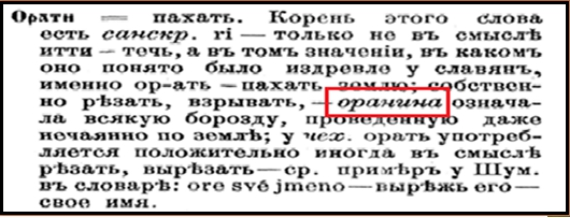 Орати — пахать. Корень этого слова
есть санскр. ri — только не въ смыслѣ
итти — течь, а въ томъ значеніи, въ какомъ
оно понято было издревле у славянъ,
именно ор-ать — пахать землю; собствен-
но рѣзать, взрывать, — оранина означа-
ла всякую борозду, проведенную даже
нечаянно по землѣ; у чех. орать употреб-
ляется положительно иногда въ смыслѣ
рѣзать, вырѣзать — ср. примѣръ у Шум.
въ словарѣ: ore své jmeno — вырѣжь его —
свое имя.